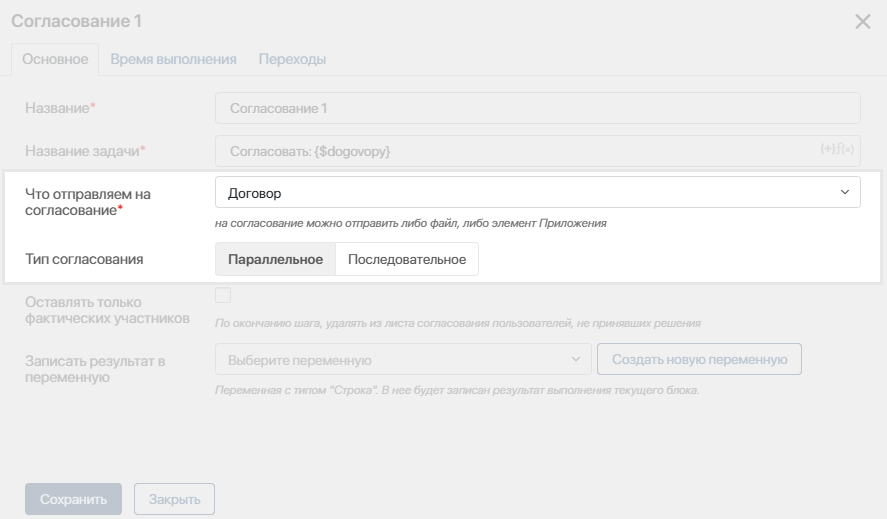 Согласование 1
Основное Время выполнения Переходы
Название* Согласование 1
Название задачи* Согласовать: {$dogovopy} {+} f(×)
Что отправляем на
согласование* Договор
на согласование можно отправить либо файл, либо элемент Приложения
Тип согласования Параллельное Последовательное
Оставлять только
фактических участников
По окончанию шага, удалять из листа согласования пользователей, не принявших решения
Записать результат в
переменную Выберите переменную Создать новую переменную
Переменная с типом "Строка". В нее будет записан результат выполнения текущего блока.
Сохранить Закрыть